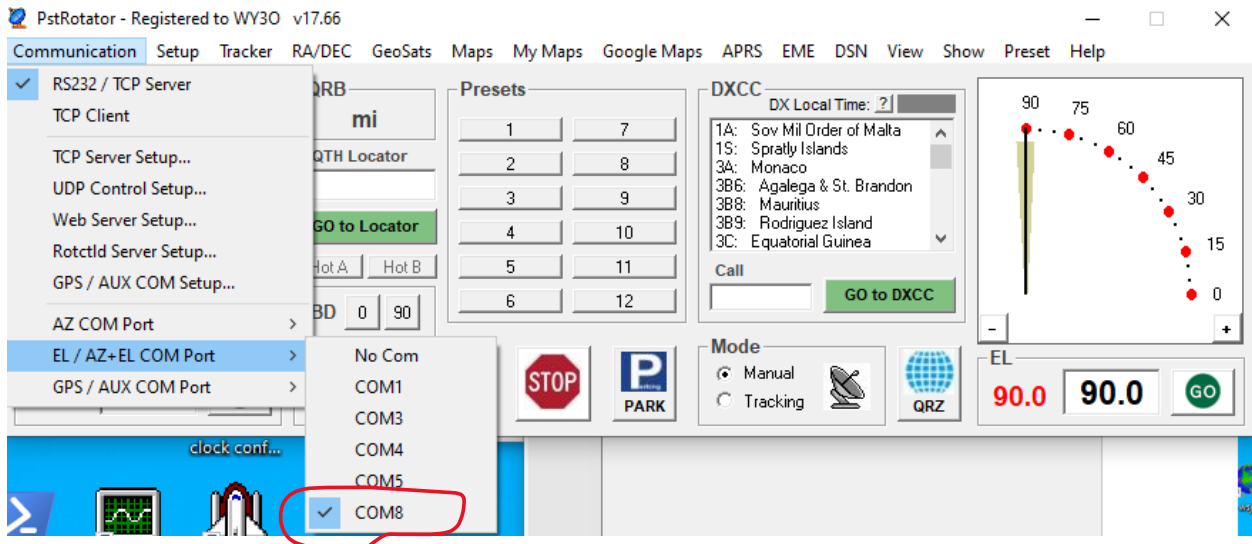 PstRotator - Registered to WY3O v17.66
Communication Setup Tracker RA/DEC GeoSats Maps My Maps Google Maps APRS EME DSN View Show Preset Help
RS232 / TCP Server
TCP Client
TCP Server Setup...
UDP Control Setup...
Web Server Setup...
Rotctld Server Setup...
GPS / AUX COM Setup...
AZ COM Port
EL / AZ+EL COM Port
GPS / AUX COM Port
No Com
COM1
COM3
COM4
COM5
COM8
QRB
mi
QTH Locator
GO to Locator
Hot A Hot B
BD 0 90
Presets
1 7
2 8
3 9
4 10
5 11
6 12
STOP
PARK
DXCC
DX Local Time: ?
1A: Sov Mil Order of Malta
1S: Spratly Islands
3A: Monaco
3B6: Agalega & St. Brandon
3B8: Mauritius
3B9: Rodriguez Island
3C: Equatorial Guinea
Call
GO to DXCC
Mode
Manual
Tracking
QRZ
90 75 60 45 30 15 0
- +
EL
90.0 90.0 GO
clock conf...